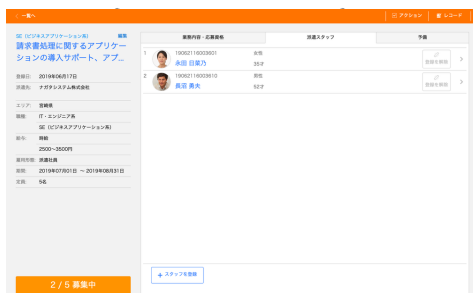 一覧へ
アクション
レコード
SE (ビジネスアプリケーション系)
編集
請求書処理に関するアプリケーションの導入サポート、アプ...
登録日: 2019年06月17日
派遣先: ナガタシステム株式会社
エリア: 宮崎県
職種: IT・エンジニア系
SE (ビジネスアプリケーション系)
給与: 時給
2500〜3500円
雇用形態: 派遣社員
期間: 2019年07月01日 〜 2019年08月31日
定員: 5名
2 / 5 募集中
業務内容・応募資格
派遣スタッフ
予備
1
19062116003601
永田 日菜乃
女性
35才
登録を解除
2
19062116003610
長沼 勇夫
男性
52才
登録を解除
+ スタッフを登録